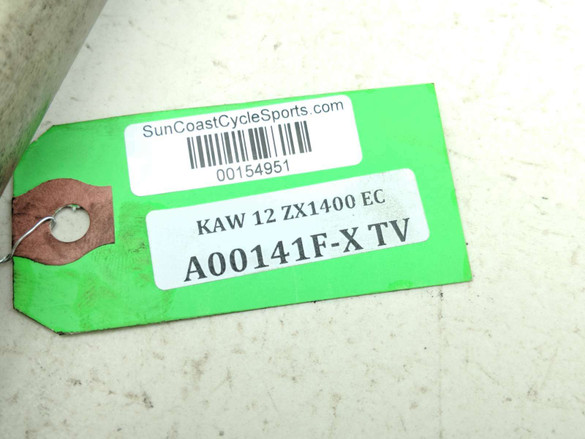 SunCoastCycleSports.com
00154951
KAW 12 ZX1400 EC
A00141F-X TV